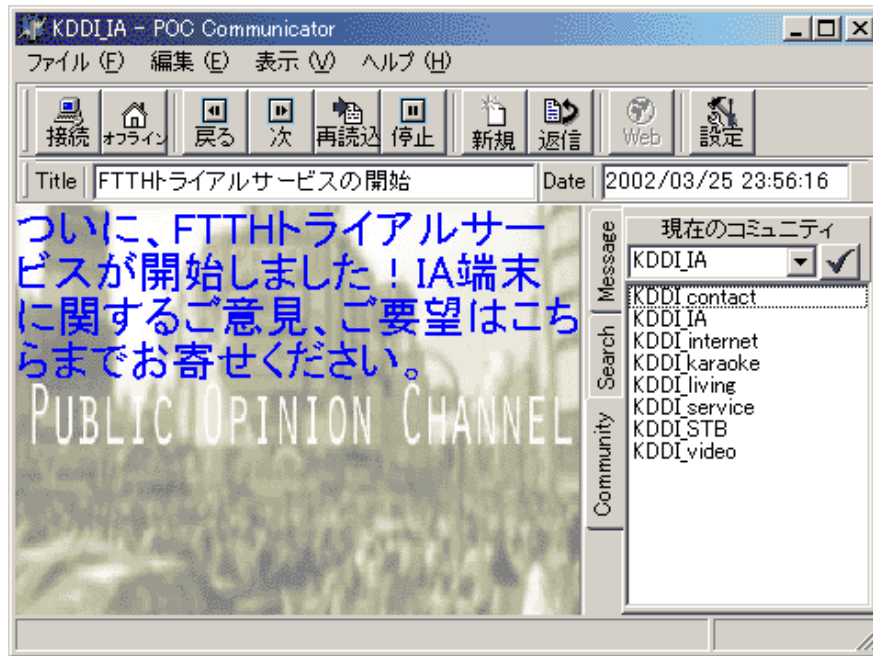 KDDI_IA - POC Communicator
ファイル (F) 編集 (E) 表示 (V) ヘルプ (H)
接続 オフライン 戻る 次 再読込 停止 新規 返信 Web 設定
Title FTTHトライアルサービスの開始 Date 2002/03/25 23:56:16
ついに、FTTHトライアルサー
ビスが開始しました!IA端末
に関するご意見、ご要望はこち
らまでお寄せください。
PUBLIC OPINION CHANNEL
Message
Search
Community
現在のコミュニティ
KDDI_IA
KDDI_contact
KDDI_IA
KDDI_internet
KDDI_karaoke
KDDI_living
KDDI_service
KDDI_STB
KDDI_video